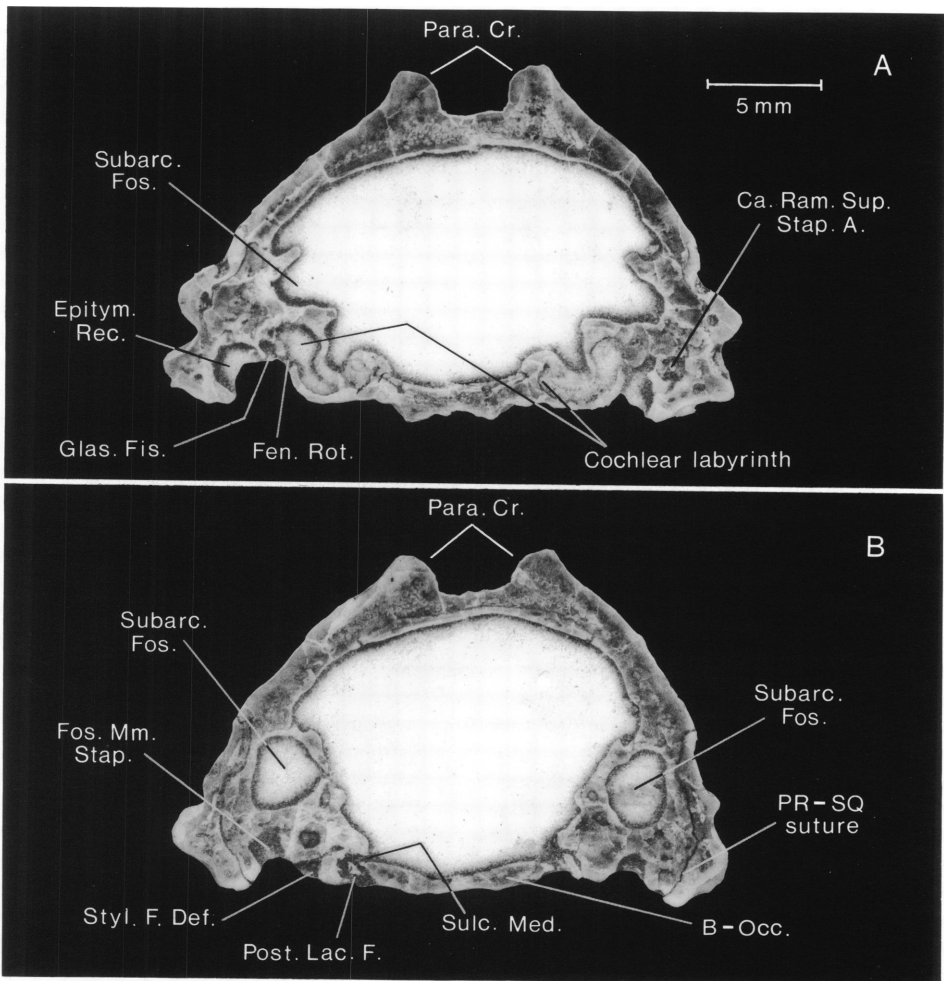 Para. Cr.
A
5 mm
Subarc.
Fos.
Ca. Ram. Sup.
Stap. A.
Epitym.
Rec.
Glas. Fis.
Fen. Rot.
Cochlear labyrinth
Para. Cr.
B
Subarc.
Fos.
Subarc.
Fos.
Fos. Mm.
Stap.
PR-SQ
suture
Styl. F. Def.
Sulc. Med.
B-Occ.
Post. Lac. F.